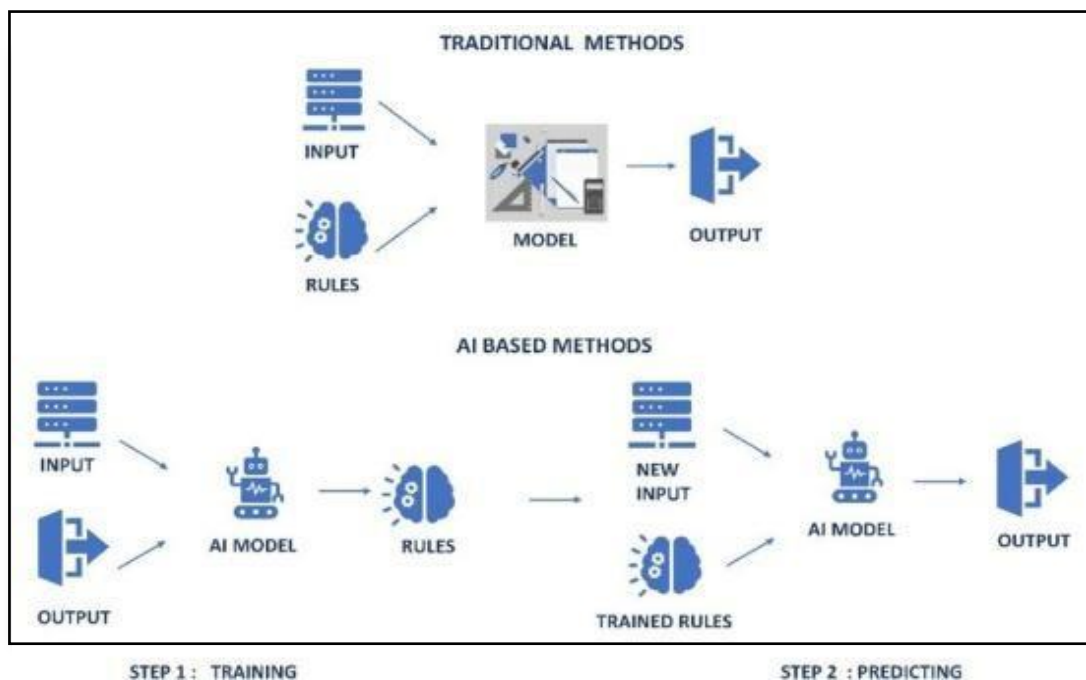 TRADITIONAL METHODS
INPUT
MODEL
OUTPUT
RULES
AI BASED METHODS
INPUT
AI MODEL
RULES
OUTPUT
NEW
INPUT
AI MODEL
OUTPUT
TRAINED RULES
STEP 1 : TRAINING
STEP 2 : PREDICTING